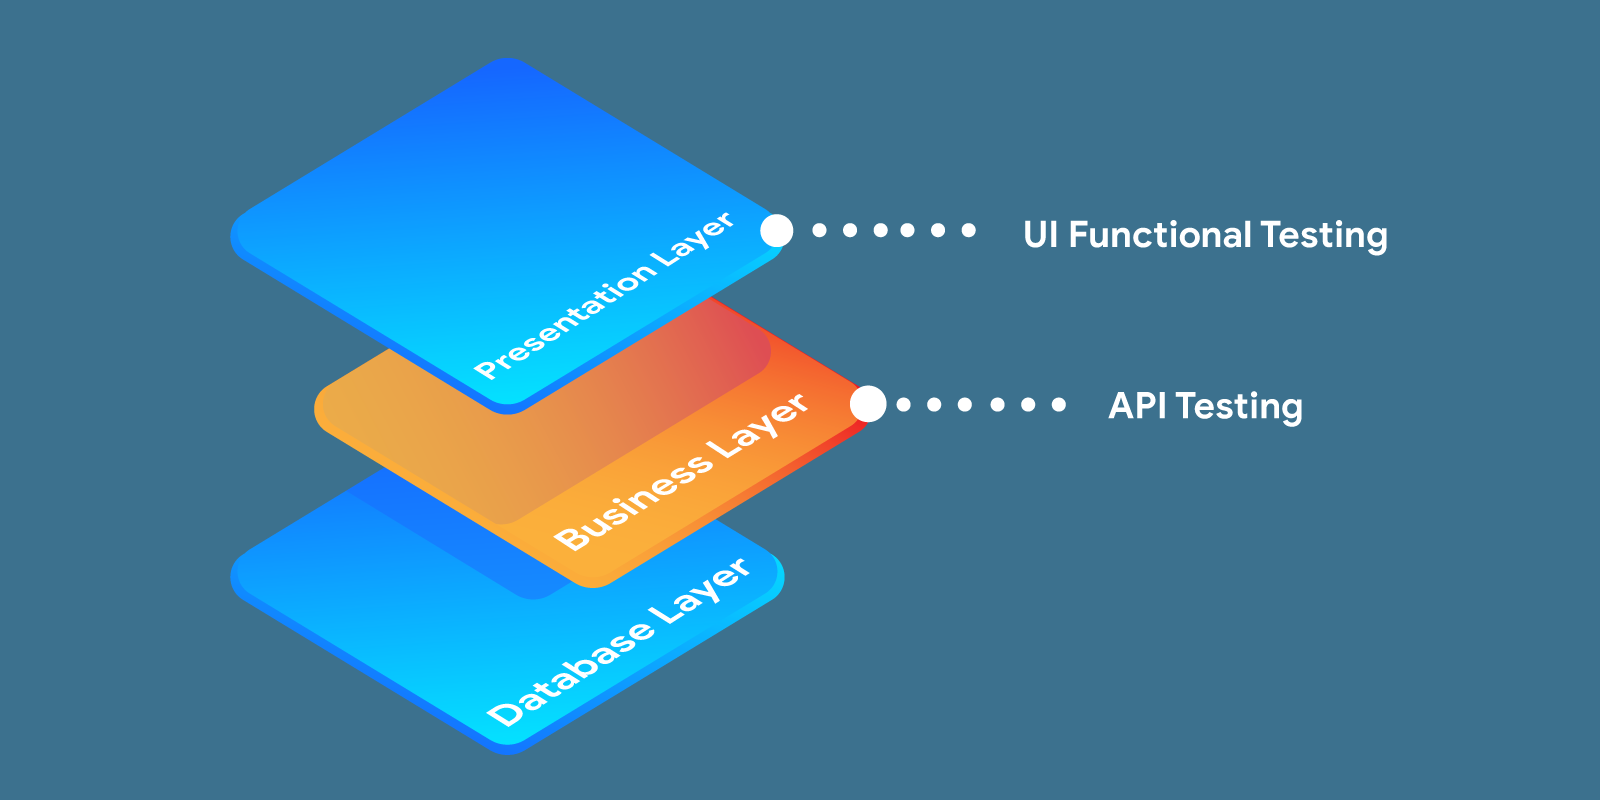 Presentation Layer
UI Functional Testing
Business Layer
API Testing
Database Layer